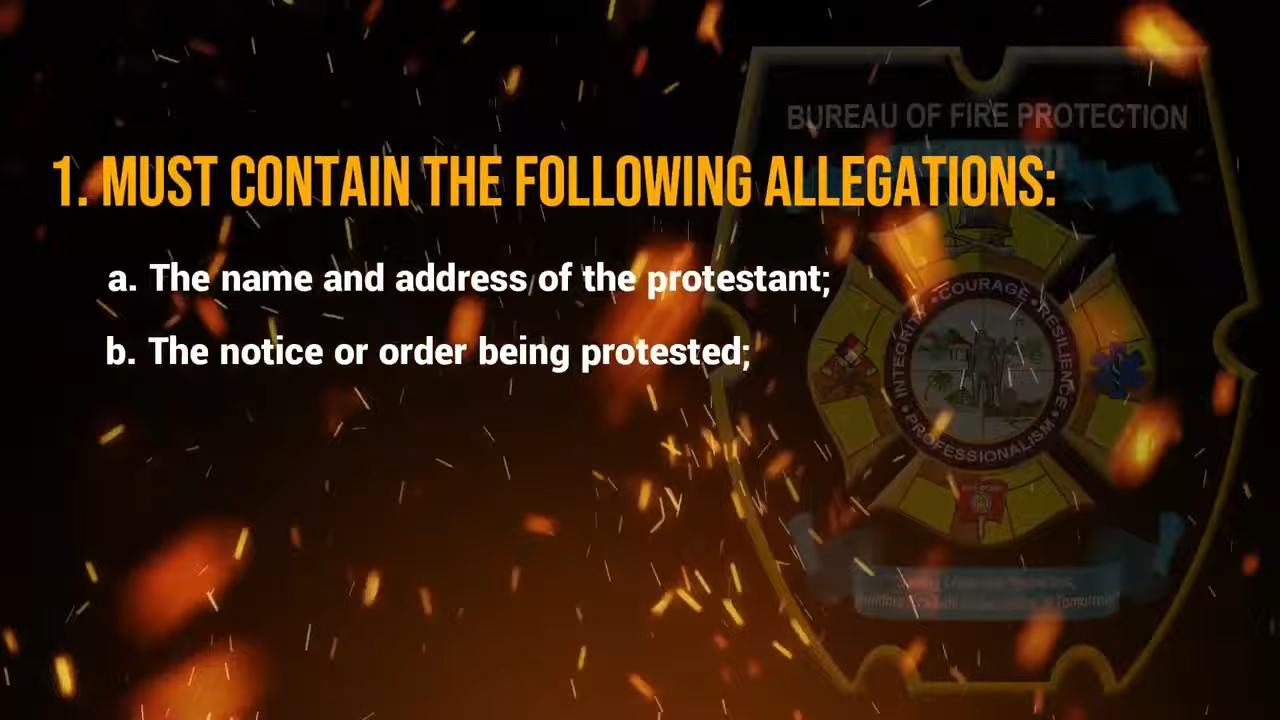 BUREAU OF FIRE PROTECTION
1. MUST CONTAIN THE FOLLOWING ALLEGATIONS:
a. The name and address of the protestant;
b. The notice or order being protested;
• COURAGE • RESILIENCE • PROFESSIONALISM • INTEGRITY